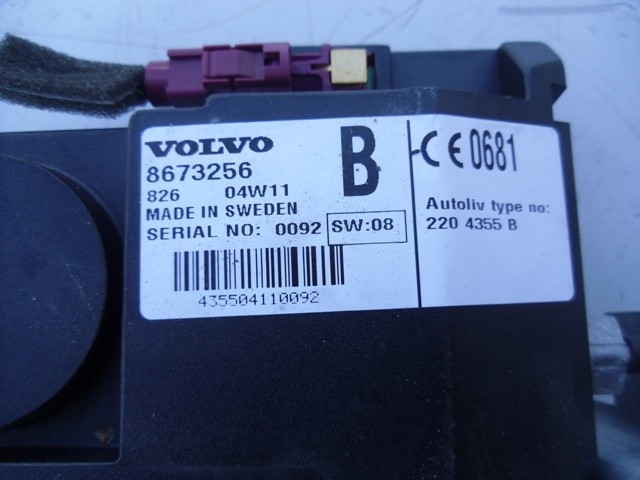 VOLVO
8673256
826 04W11
MADE IN SWEDEN
SERIAL NO: 0092 SW:08
435504110092
B
CE 0681
Autoliv type no:
220 4355 B